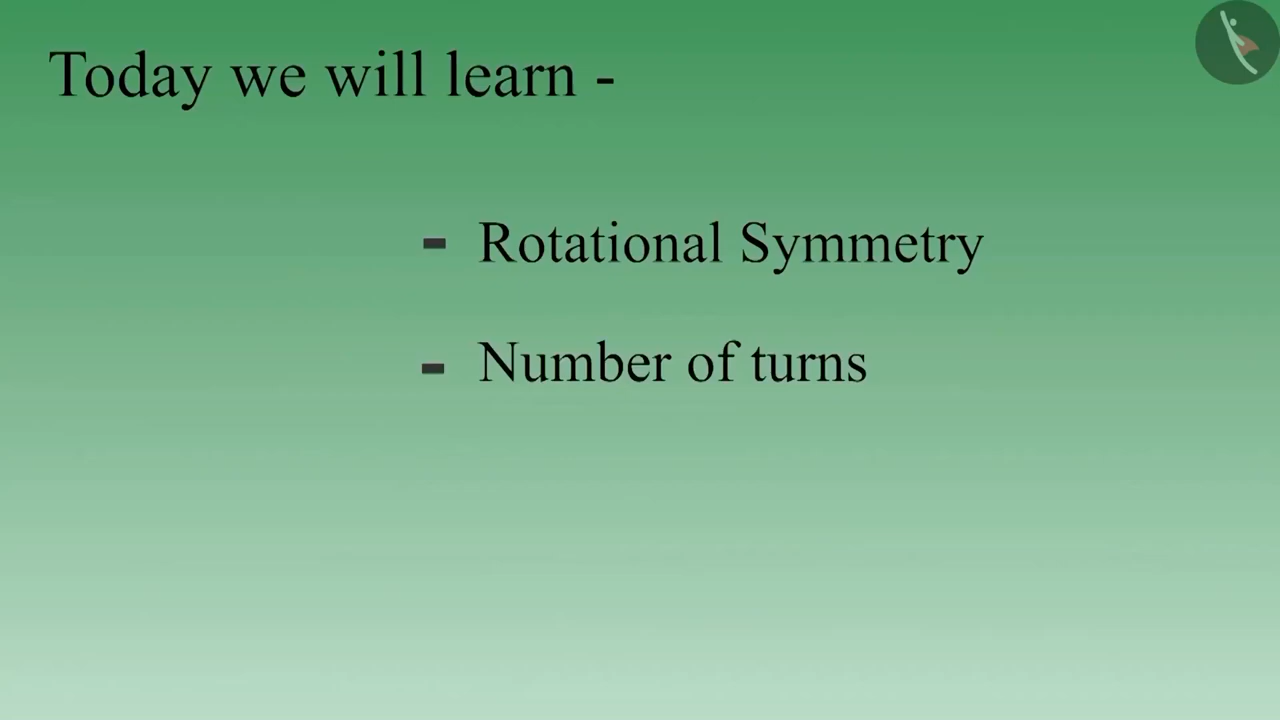 Today we will learn -
- Rotational Symmetry
- Number of turns